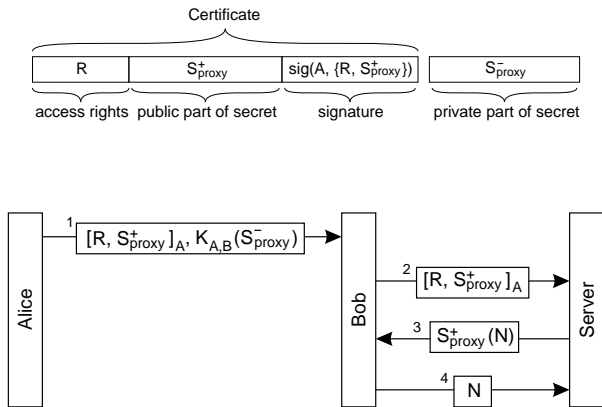 Certificate
R S⁺proxy sig(A, {R, S⁺proxy}) S⁻proxy
access rights public part of secret signature private part of secret
Alice
1 [R, S⁺proxy]A, KA,B(S⁻proxy)
Bob
2 [R, S⁺proxy]A
3 S⁺proxy(N)
4 N
Server